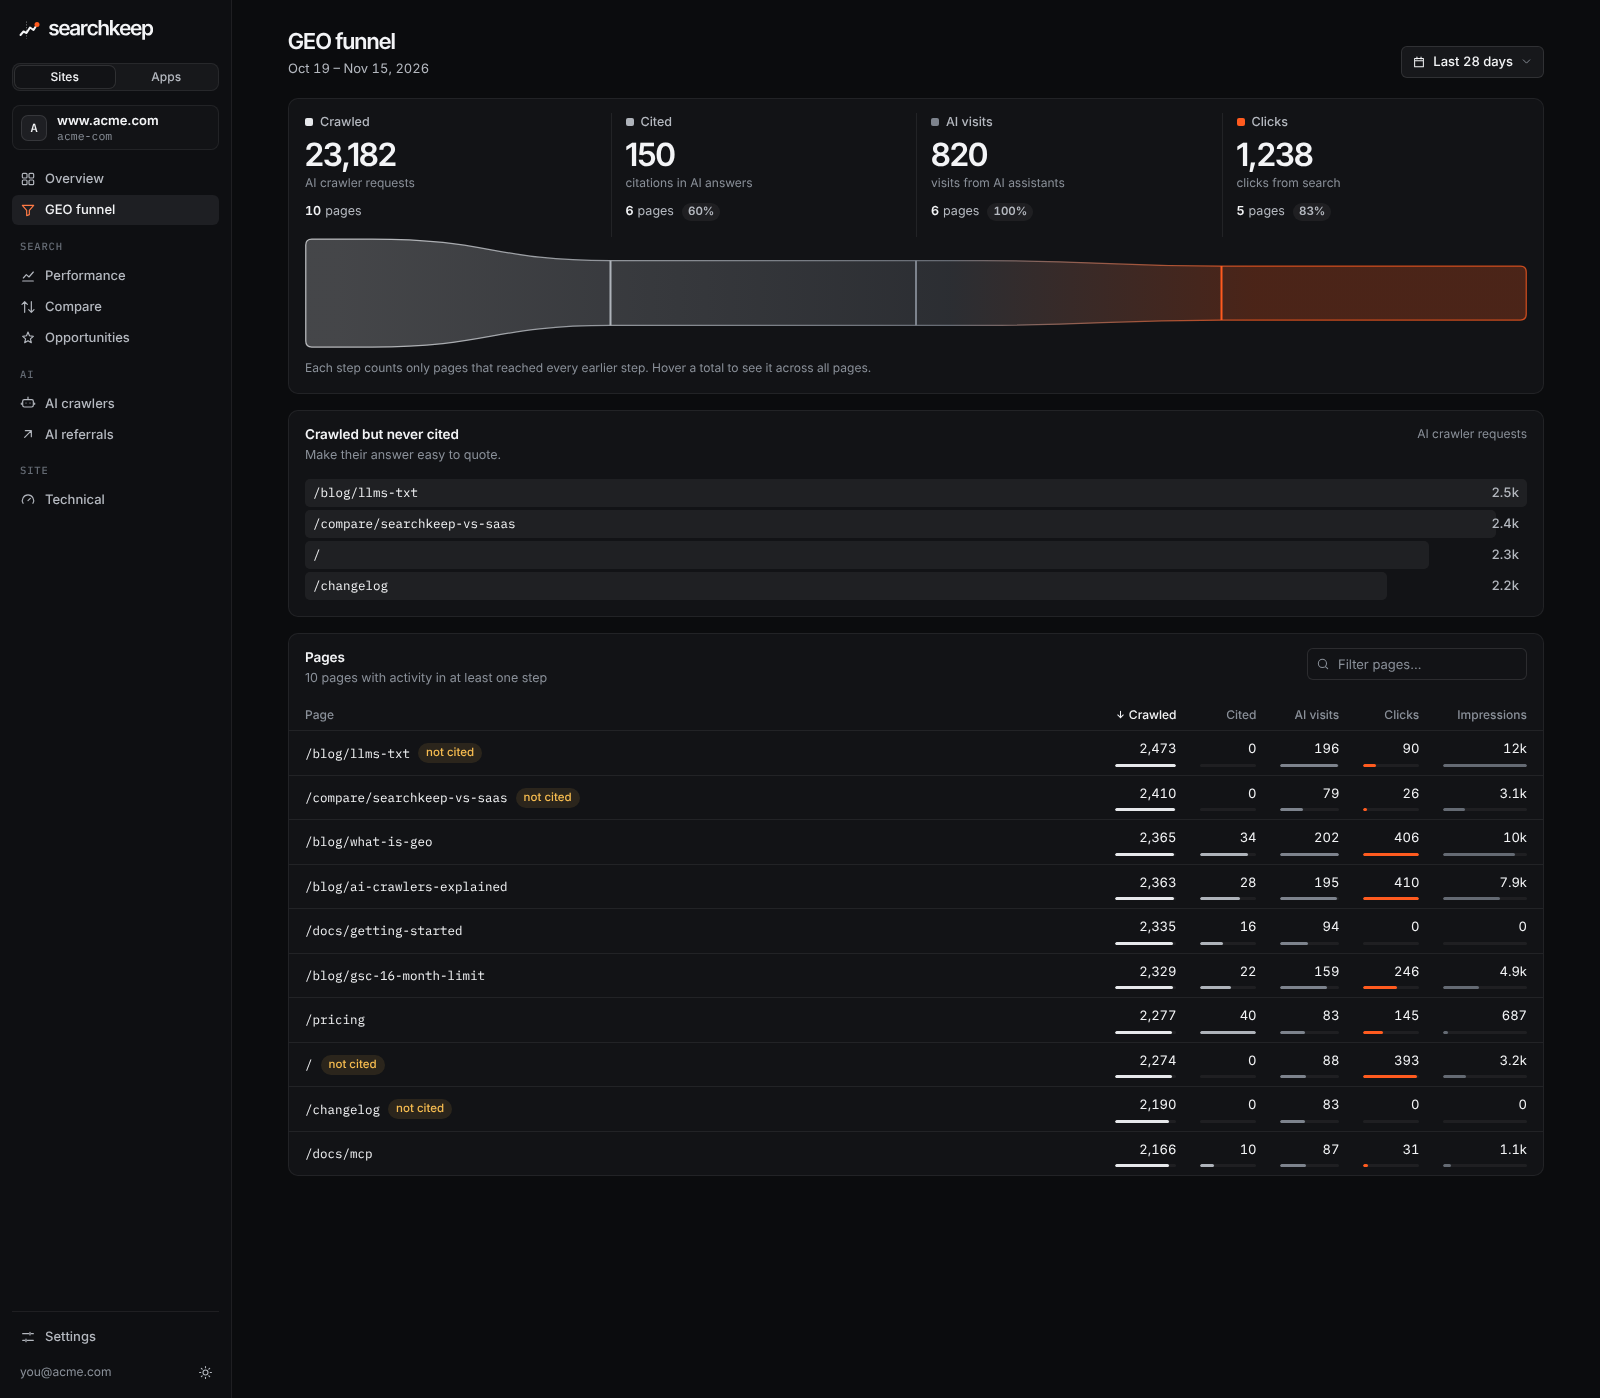 searchkeep
Sites
Apps
A
www.acme.com
acme-com
Overview
GEO funnel
SEARCH
Performance
Compare
Opportunities
AI
AI crawlers
AI referrals
SITE
Technical
Settings
you@acme.com
GEO funnel
Oct 19 – Nov 15, 2026
Last 28 days
Crawled
23,182
AI crawler requests
10 pages
Cited
150
citations in AI answers
6 pages 60%
AI visits
820
visits from AI assistants
6 pages 100%
Clicks
1,238
clicks from search
5 pages 83%
Each step counts only pages that reached every earlier step. Hover a total to see it across all pages.
Crawled but never cited
AI crawler requests
Make their answer easy to quote.
/blog/llms-txt 2.5k
/compare/searchkeep-vs-saas 2.4k
/ 2.3k
/changelog 2.2k
Pages
10 pages with activity in at least one step
Filter pages...
Page ↓ Crawled Cited AI visits Clicks Impressions
/blog/llms-txt not cited 2,473 0 196 90 12k
/compare/searchkeep-vs-saas not cited 2,410 0 79 26 3.1k
/blog/what-is-geo 2,365 34 202 406 10k
/blog/ai-crawlers-explained 2,363 28 195 410 7.9k
/docs/getting-started 2,335 16 94 0 0
/blog/gsc-16-month-limit 2,329 22 159 246 4.9k
/pricing 2,277 40 83 145 687
/ not cited 2,274 0 88 393 3.2k
/changelog not cited 2,190 0 83 0 0
/docs/mcp 2,166 10 87 31 1.1k